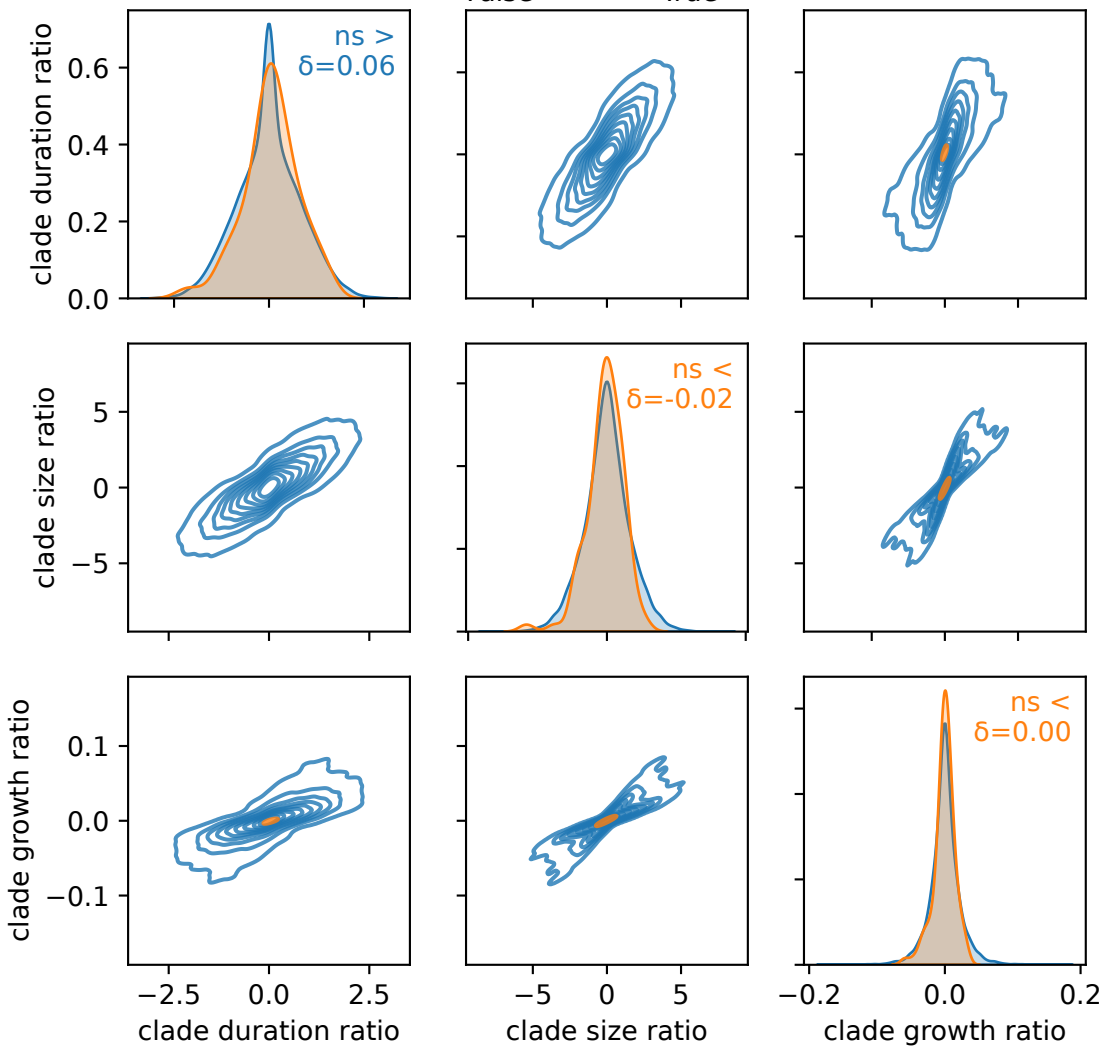 clade duration ratio
0.6
0.4
0.2
0.0
ns >
δ=0.06
clade size ratio
5
0
−5
ns <
δ=-0.02
clade growth ratio
0.1
0.0
−0.1
ns <
δ=0.00
−2.5 0.0 2.5
−5 0 5
−0.2 0.0 0.2
clade duration ratio
clade size ratio
clade growth ratio